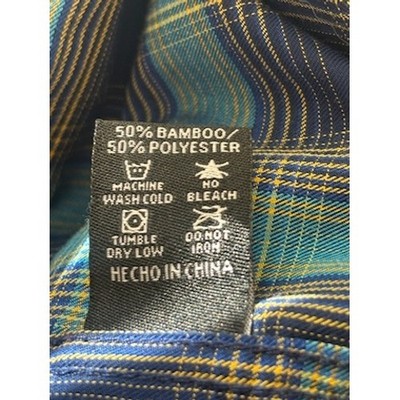 50% BAMBOO/
50% POLYESTER
MACHINE WASH COLD
NO BLEACH
TUMBLE DRY LOW
DO NOT IRON
HECHO IN CHINA